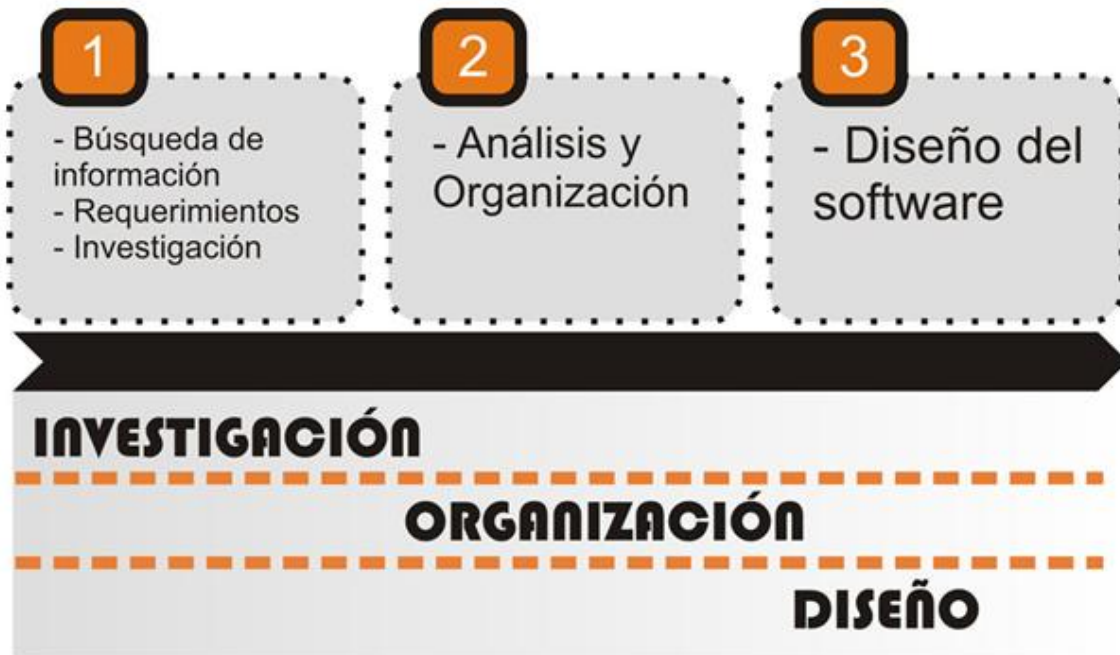 1
- Búsqueda de
información
- Requerimientos
- Investigación
2
- Análisis y
Organización
3
- Diseño del
software
INVESTIGACIÓN
ORGANIZACIÓN
DISEÑO